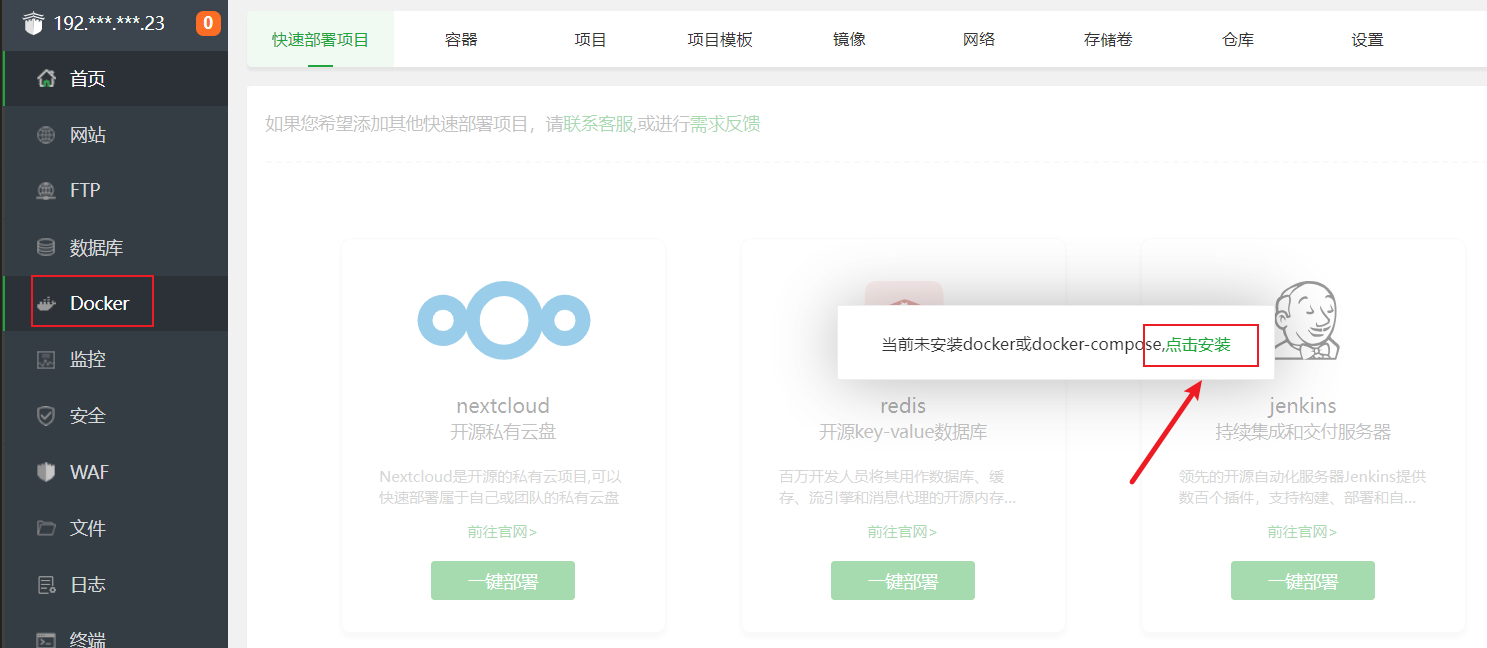 192.***.***.23
0
首页
网站
FTP
数据库
Docker
监控
安全
WAF
文件
日志
终端
快速部署项目
容器
项目
项目模板
镜像
网络
存储卷
仓库
设置
如果您希望添加其他快速部署项目，请联系客服,或进行需求反馈
当前未安装docker或docker-compose,点击安装
nextcloud
开源私有云盘
Nextcloud是开源的私有云项目,可以
快速部署属于自己或团队的私有云盘
前往官网>
一键部署
redis
开源key-value数据库
百万开发人员将其用作数据库、缓
存、流引擎和消息代理的开源内存...
前往官网>
一键部署
jenkins
持续集成和交付服务器
领先的开源自动化服务器Jenkins提供
数百个插件，支持构建、部署和自...
前往官网>
一键部署